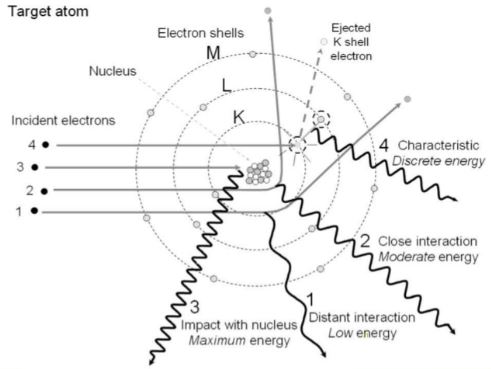 Target atom
Electron shells
M
Ejected
K shell
electron
Nucleus
L
K
Incident electrons
4
3
2
1
4 Characteristic
Discrete energy
2 Close interaction
Moderate energy
3
Impact with nucleus
Maximum energy
1
Distant interaction
Low energy